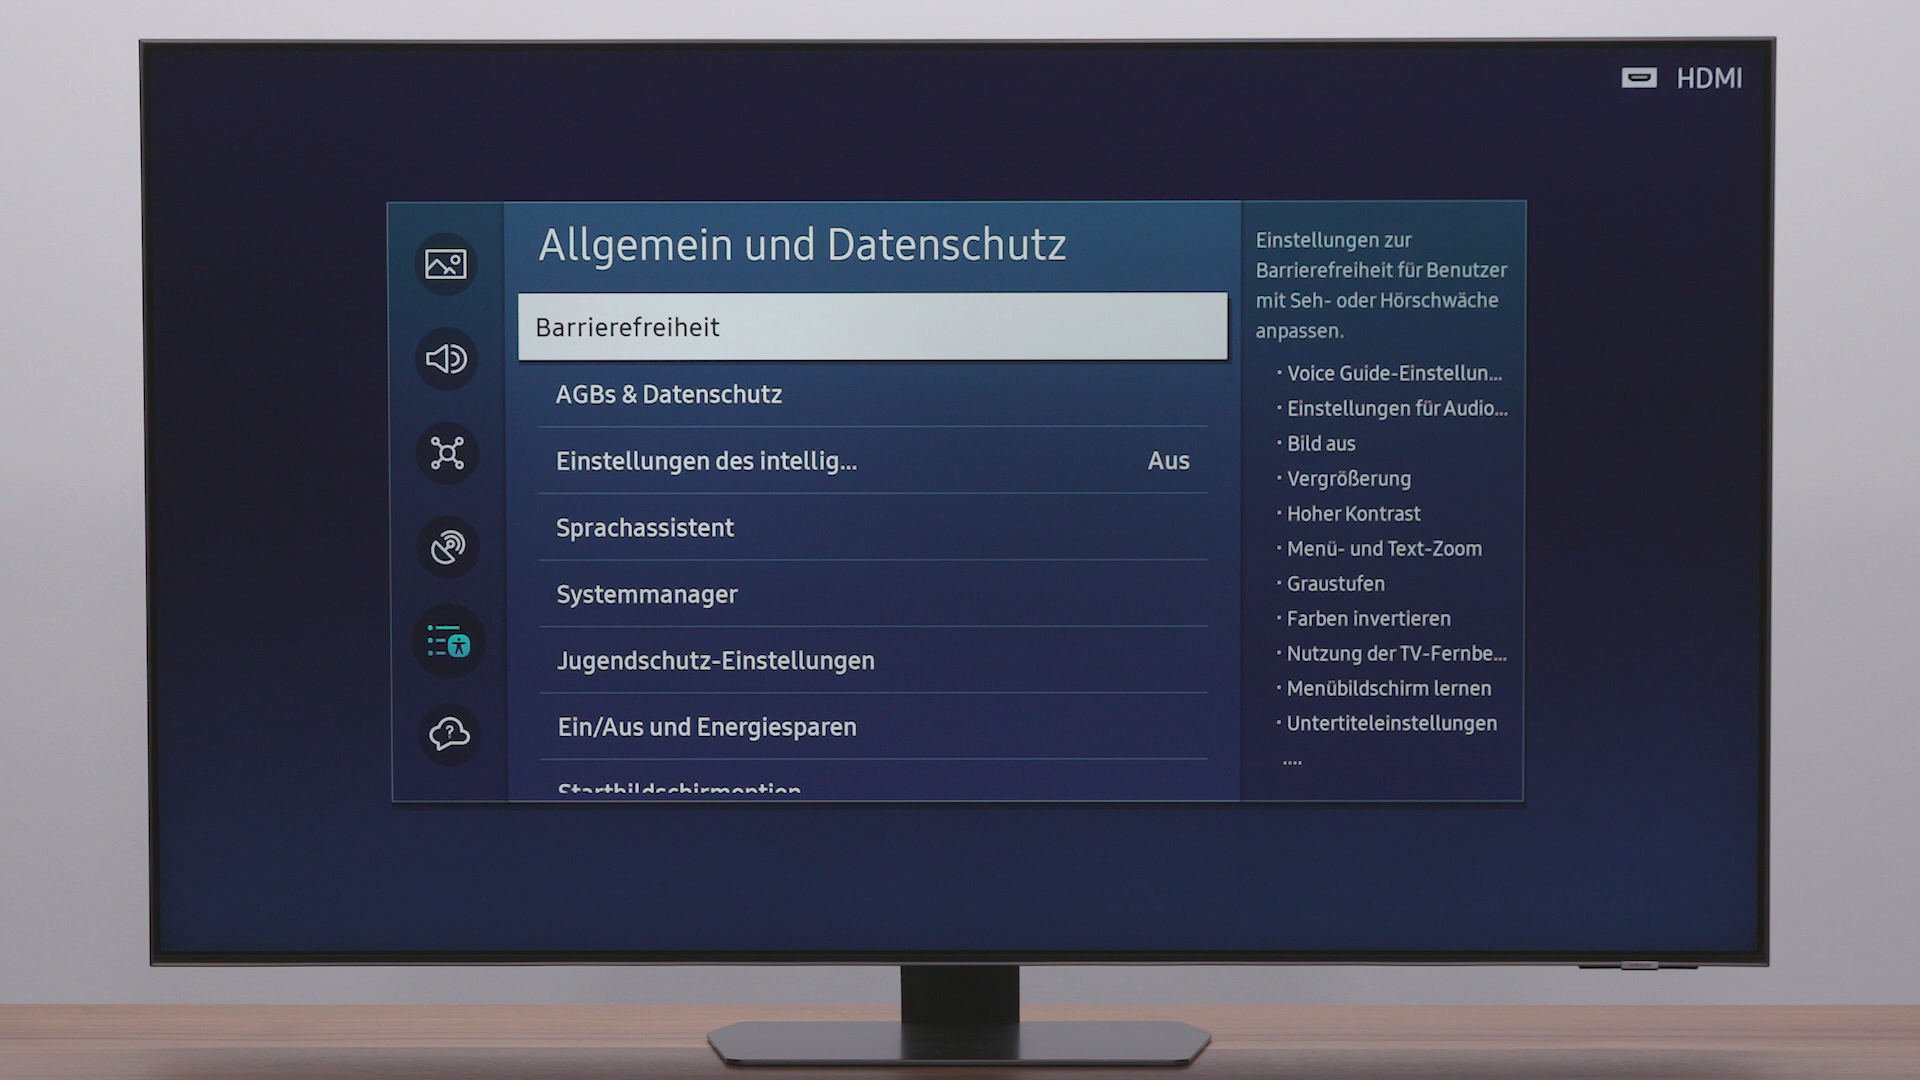 HDMI
Allgemein und Datenschutz
Barrierefreiheit
AGBs & Datenschutz
Einstellungen des intellig... Aus
Sprachassistent
Systemmanager
Jugendschutz-Einstellungen
Ein/Aus und Energiesparen
Startbildschirmoption
Einstellungen zur
Barrierefreiheit für Benutzer
mit Seh- oder Hörschwäche
anpassen.
· Voice Guide-Einstellun...
· Einstellungen für Audio...
· Bild aus
· Vergrößerung
· Hoher Kontrast
· Menü- und Text-Zoom
· Graustufen
· Farben invertieren
· Nutzung der TV-Fernbe...
· Menübildschirm lernen
· Untertiteleinstellungen
....